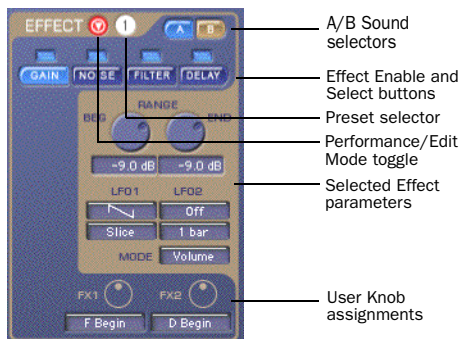 EFFECT 1 A B
A/B Sound
selectors
GAIN NOISE FILTER DELAY
Effect Enable and
Select buttons
Preset selector
Performance/Edit
Mode toggle
Selected Effect
parameters
RANGE
BEG END
-9.0 dB -9.0 dB
LFO1 LFO2
Off
Slice 1 bar
MODE Volume
FX1 FX2
F Begin D Begin
User Knob
assignments